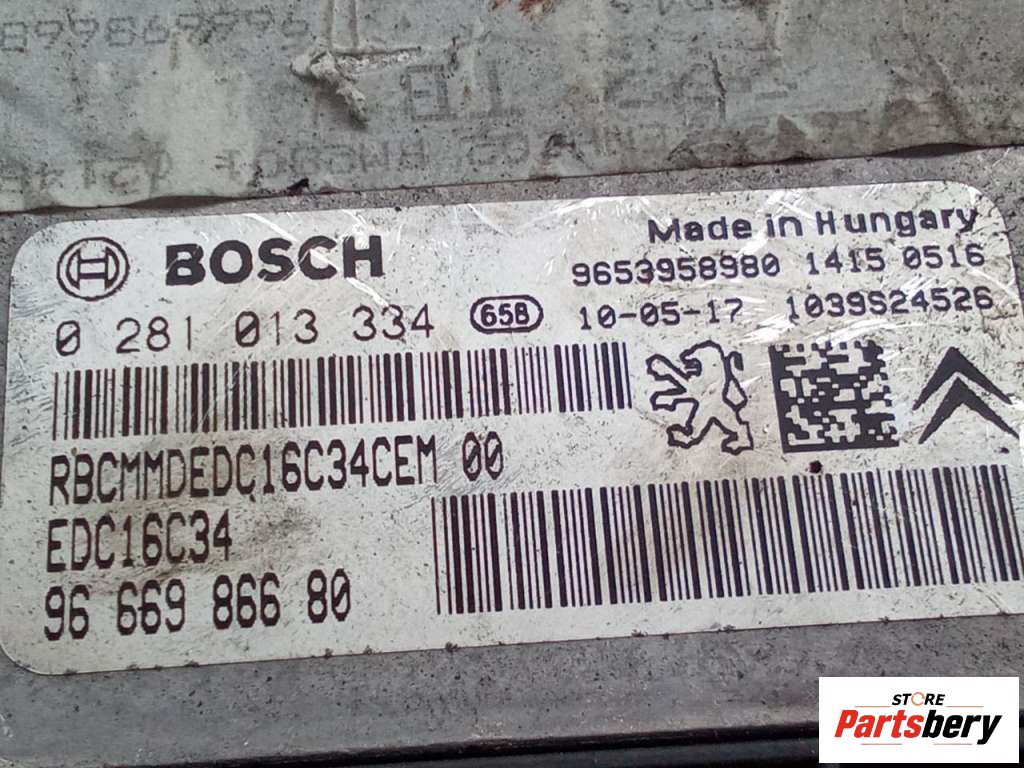 BOSCH
Made in Hungary
9653958980 1415 0516
0 281 013 334 65B 10-05-17 1039S24526
RBCMMDEDC16C34CEM 00
EDC16C34
96 669 866 80
STORE
Partsbery